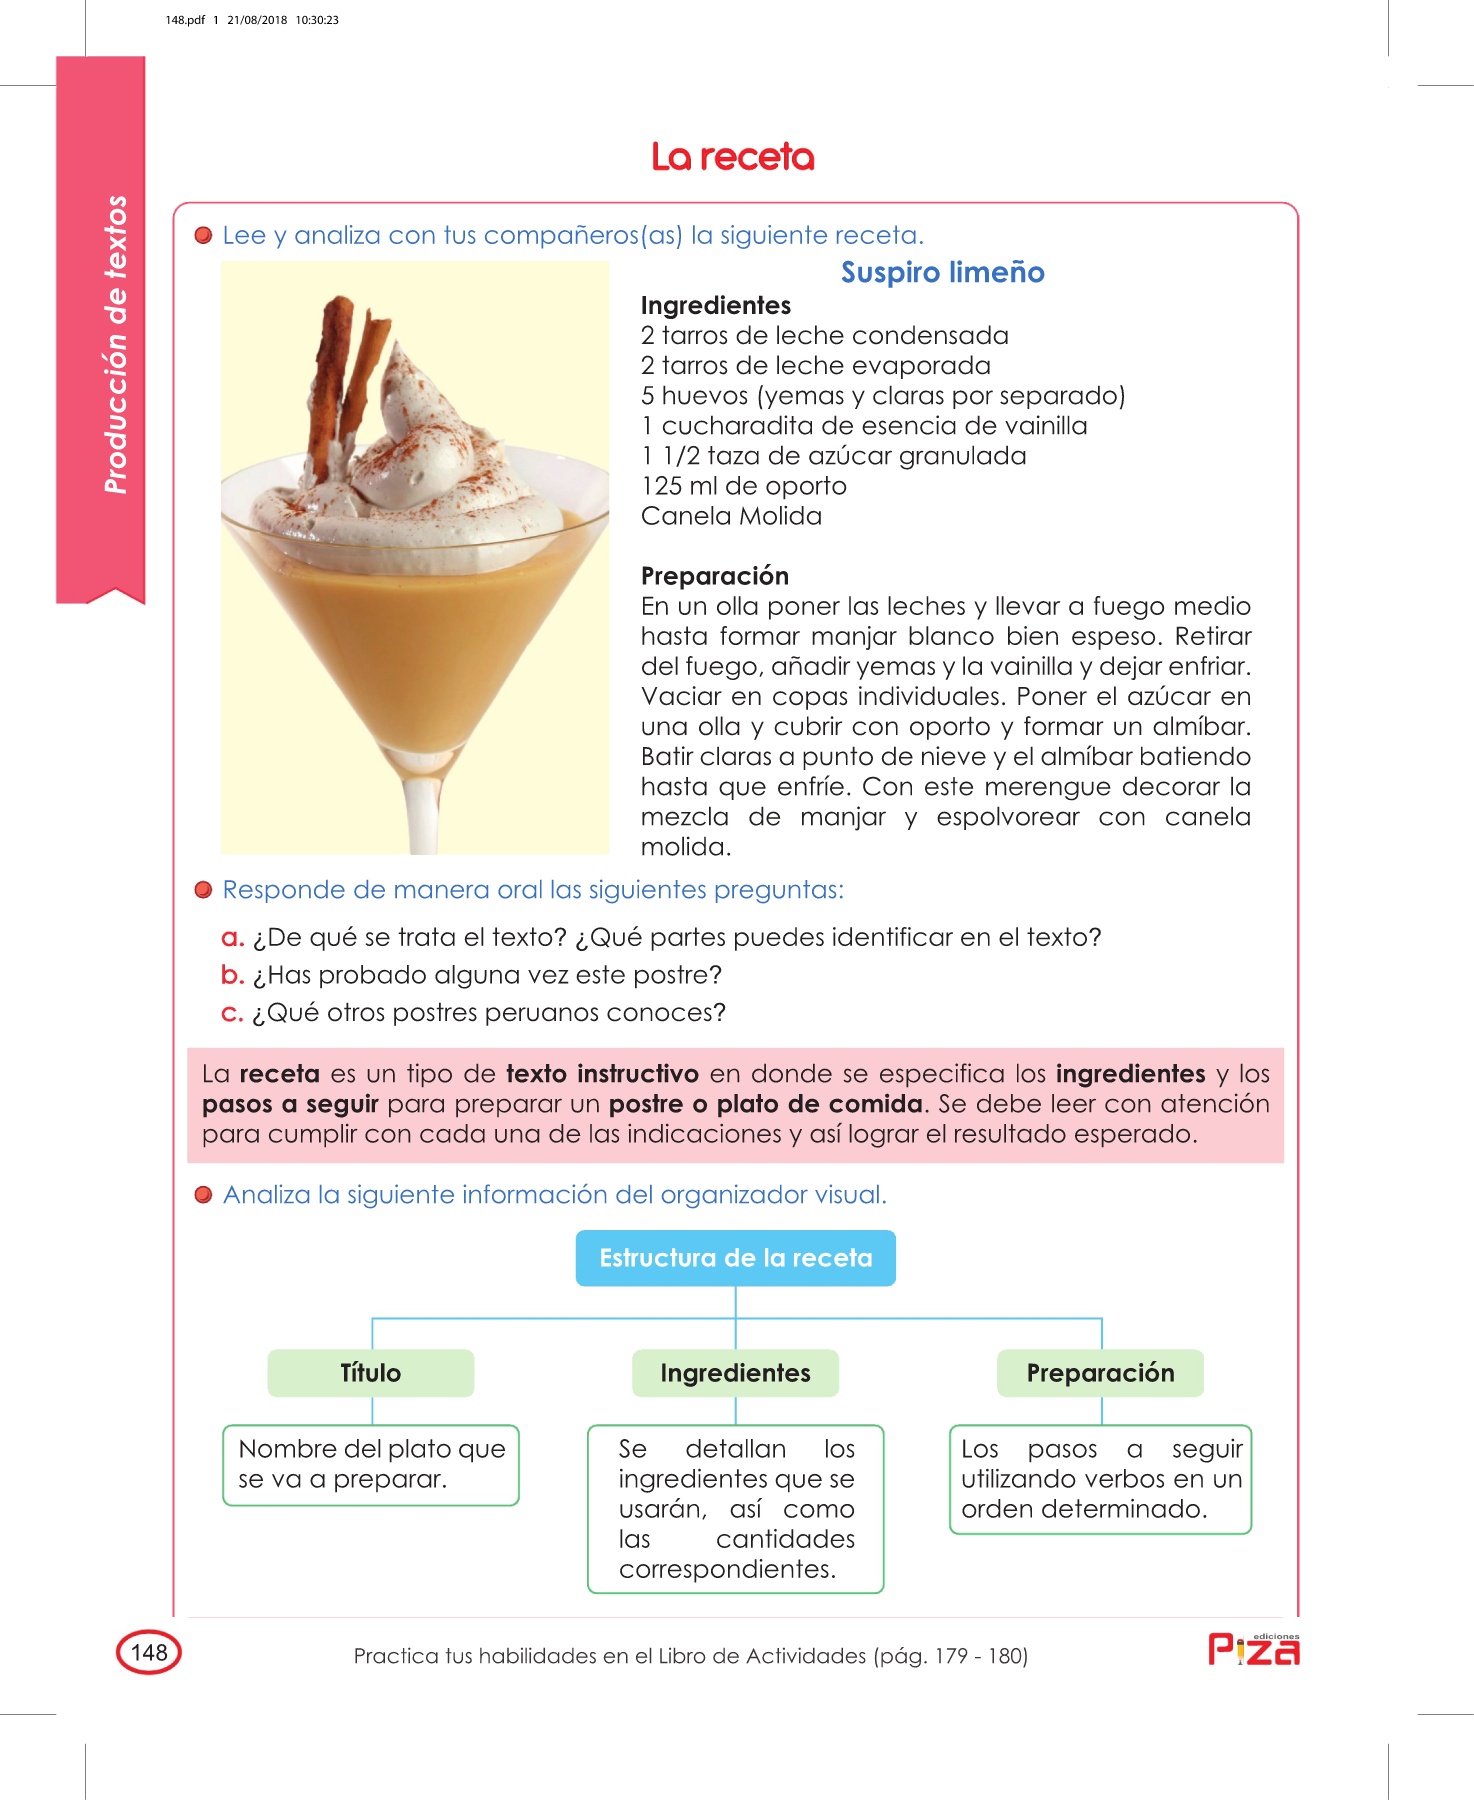 148.pdf 1 21/08/2018 10:30:23
Producción de textos
La receta
Lee y analiza con tus compañeros(as) la siguiente receta.
Suspiro limeño
Ingredientes
2 tarros de leche condensada
2 tarros de leche evaporada
5 huevos (yemas y claras por separado)
1 cucharadita de esencia de vainilla
1 1/2 taza de azúcar granulada
125 ml de oporto
Canela Molida
Preparación
En un olla poner las leches y llevar a fuego medio
hasta formar manjar blanco bien espeso. Retirar
del fuego, añadir yemas y la vainilla y dejar enfriar.
Vaciar en copas individuales. Poner el azúcar en
una olla y cubrir con oporto y formar un almíbar.
Batir claras a punto de nieve y el almíbar batiendo
hasta que enfríe. Con este merengue decorar la
mezcla de manjar y espolvorear con canela
molida.
Responde de manera oral las siguientes preguntas:
a. ¿De qué se trata el texto? ¿Qué partes puedes identificar en el texto?
b. ¿Has probado alguna vez este postre?
c. ¿Qué otros postres peruanos conoces?
La receta es un tipo de texto instructivo en donde se especifica los ingredientes y los
pasos a seguir para preparar un postre o plato de comida. Se debe leer con atención
para cumplir con cada una de las indicaciones y así lograr el resultado esperado.
Analiza la siguiente información del organizador visual.
Estructura de la receta
Título
Nombre del plato que
se va a preparar.
Ingredientes
Se detallan los
ingredientes que se
usarán, así como
las cantidades
correspondientes.
Preparación
Los pasos a seguir
utilizando verbos en un
orden determinado.
148
Practica tus habilidades en el Libro de Actividades (pág. 179 - 180)
ediciones
Piza